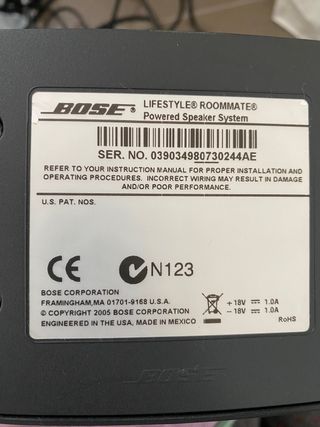 BOSE® LIFESTYLE® ROOMMATE®
Powered Speaker System
SER. NO. 039034980730244AE
REFER TO YOUR INSTRUCTION MANUAL FOR PROPER INSTALLATION AND
OPERATING PROCEDURES. INCORRECT WIRING MAY RESULT IN DAMAGE
AND/OR POOR PERFORMANCE.
U.S. PAT. NOS.
CE N123
BOSE CORPORATION
FRAMINGHAM,MA 01701-9168 U.S.A.
© COPYRIGHT 2005 BOSE CORPORATION
ENGINEERED IN THE USA, MADE IN MEXICO
+ 18V 1.0A
– 18V 1.0A
RoHS
BOSE